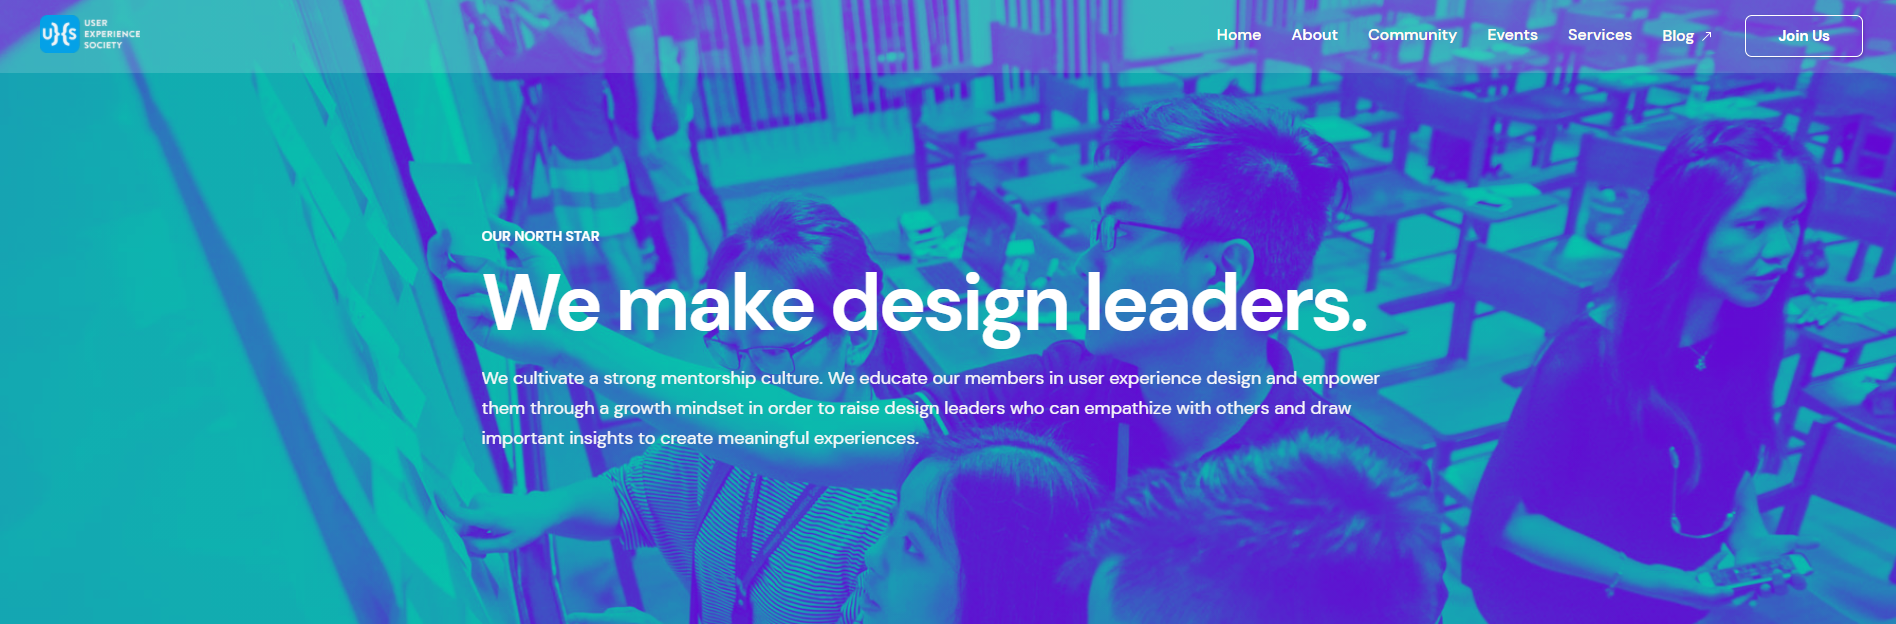 UXS
USER
EXPERIENCE
SOCIETY
Home About Community Events Services Blog ↗ Join Us
OUR NORTH STAR
We make design leaders.
We cultivate a strong mentorship culture. We educate our members in user experience design and empower
them through a growth mindset in order to raise design leaders who can empathize with others and draw
important insights to create meaningful experiences.